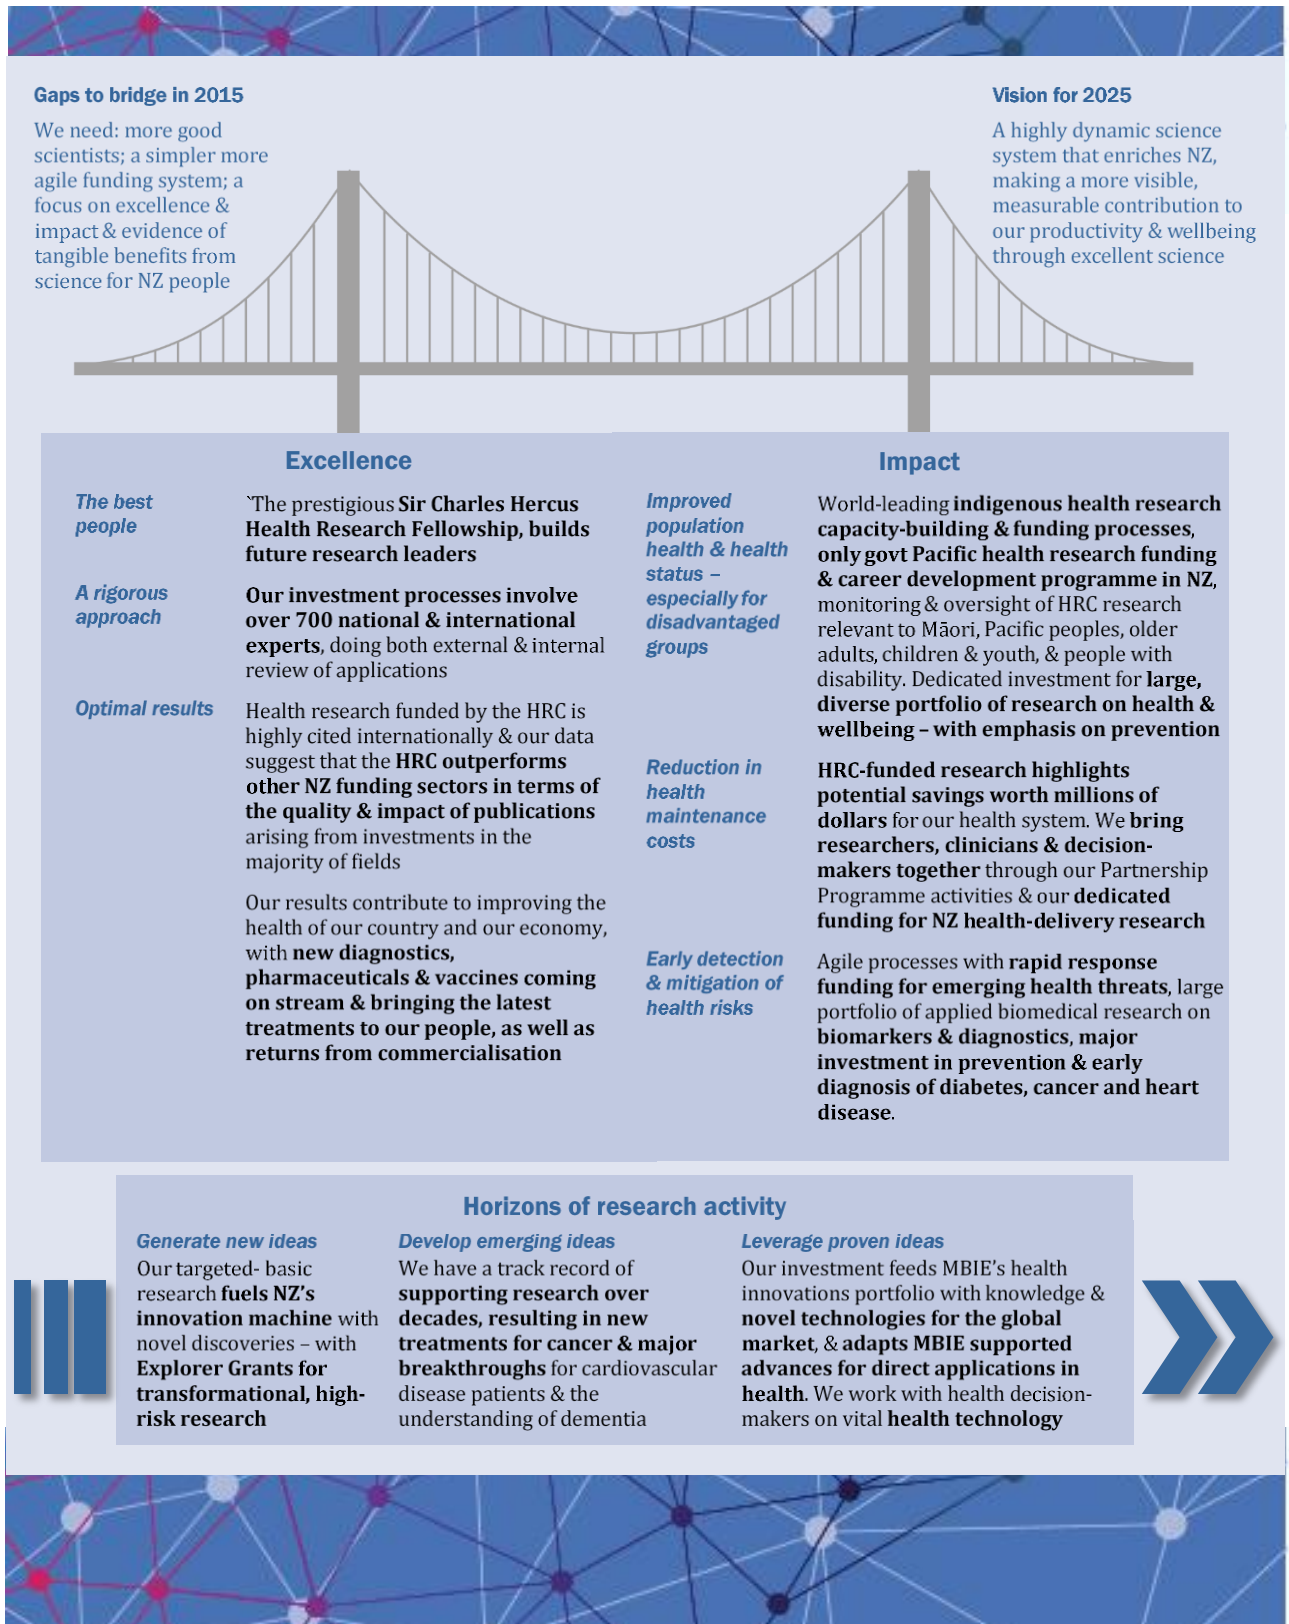 Gaps to bridge in 2015
We need: more good
scientists; a simpler more
agile funding system; a
focus on excellence &
impact & evidence of
tangible benefits from
science for NZ people
Vision for 2025
A highly dynamic science
system that enriches NZ,
making a more visible,
measurable contribution to
our productivity & wellbeing
through excellent science
Excellence
The best
people
`The prestigious Sir Charles Hercus
Health Research Fellowship, builds
future research leaders
A rigorous
approach
Our investment processes involve
over 700 national & international
experts, doing both external & internal
review of applications
Optimal results
Health research funded by the HRC is
highly cited internationally & our data
suggest that the HRC outperforms
other NZ funding sectors in terms of
the quality & impact of publications
arising from investments in the
majority of fields
Our results contribute to improving the
health of our country and our economy,
with new diagnostics,
pharmaceuticals & vaccines coming
on stream & bringing the latest
treatments to our people, as well as
returns from commercialisation
Impact
Improved
population
health & health
status –
especially for
disadvantaged
groups
World-leading indigenous health research
capacity-building & funding processes,
only govt Pacific health research funding
& career development programme in NZ,
monitoring & oversight of HRC research
relevant to Māori, Pacific peoples, older
adults, children & youth, & people with
disability. Dedicated investment for large,
diverse portfolio of research on health &
wellbeing – with emphasis on prevention
Reduction in
health
maintenance
costs
HRC-funded research highlights
potential savings worth millions of
dollars for our health system. We bring
researchers, clinicians & decision-
makers together through our Partnership
Programme activities & our dedicated
funding for NZ health-delivery research
Early detection
& mitigation of
health risks
Agile processes with rapid response
funding for emerging health threats, large
portfolio of applied biomedical research on
biomarkers & diagnostics, major
investment in prevention & early
diagnosis of diabetes, cancer and heart
disease.
Horizons of research activity
Generate new ideas
Our targeted- basic
research fuels NZ's
innovation machine with
novel discoveries – with
Explorer Grants for
transformational, high-
risk research
Develop emerging ideas
We have a track record of
supporting research over
decades, resulting in new
treatments for cancer & major
breakthroughs for cardiovascular
disease patients & the
understanding of dementia
Leverage proven ideas
Our investment feeds MBIE's health
innovations portfolio with knowledge &
novel technologies for the global
market, & adapts MBIE supported
advances for direct applications in
health. We work with health decision-
makers on vital health technology